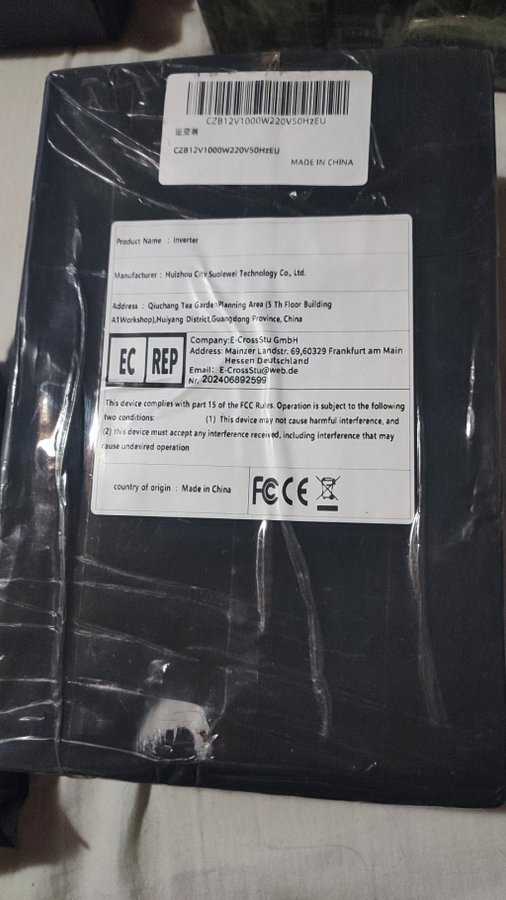 CZB12V1000W220V50HzEU
逆变器
CZB12V1000W220V50HzEU
MADE IN CHINA
Product Name : Inverter
Manufacturer : Huizhou City Suolewei Technology Co., Ltd.
Address : Qiuchang Tea GardenPlanning Area (5 Th Floor Building
A1Workshop),Huiyang District,Guangdong Province, China
EC REP
Company:E-CrossStu GmbH
Address: Mainzer Landstr. 69,60329 Frankfurt am Main
Hessen Deutschland
Email: E-CrossStu@web.de
Nr. 202406892599
This device complies with part 15 of the FCC Rules. Operation is subject to the following
two conditions: (1) This device may not cause harmful interference, and
(2) this device must accept any interference received, including interference that may
cause undesired operation
country of origin : Made in China
FC CE